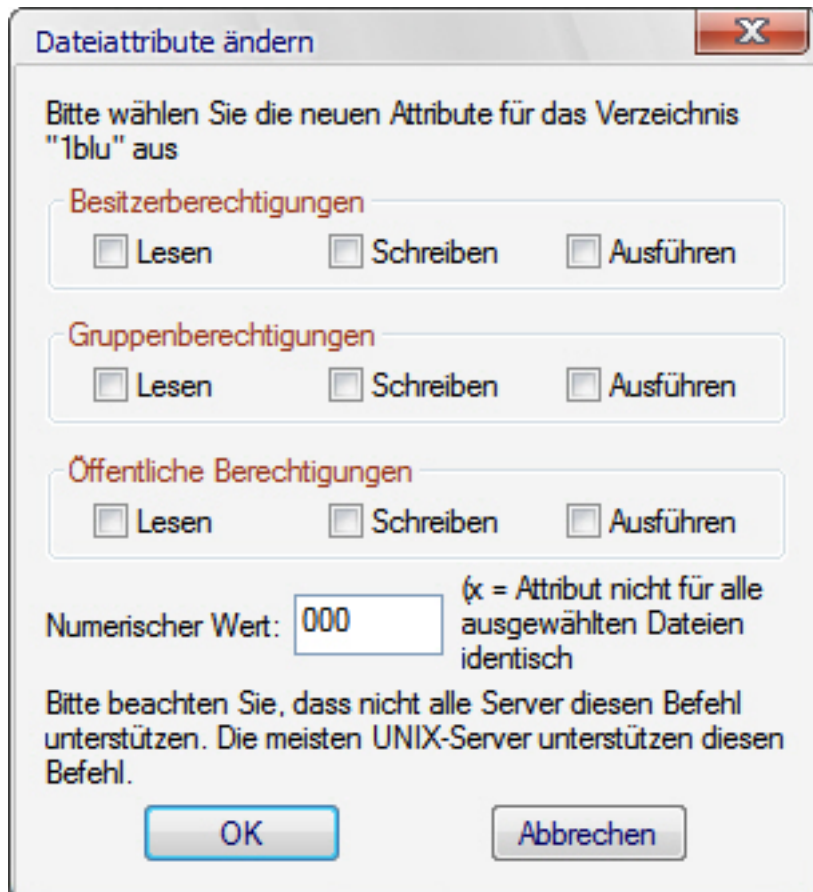 Dateiattribute ändern
Bitte wählen Sie die neuen Attribute für das Verzeichnis
"1blu" aus
Besitzerberechtigungen
Lesen Schreiben Ausführen
Gruppenberechtigungen
Lesen Schreiben Ausführen
Öffentliche Berechtigungen
Lesen Schreiben Ausführen
Numerischer Wert: 000
(x = Attribut nicht für alle
ausgewählten Dateien
identisch
Bitte beachten Sie, dass nicht alle Server diesen Befehl
unterstützen. Die meisten UNIX-Server unterstützen diesen
Befehl.
OK Abbrechen